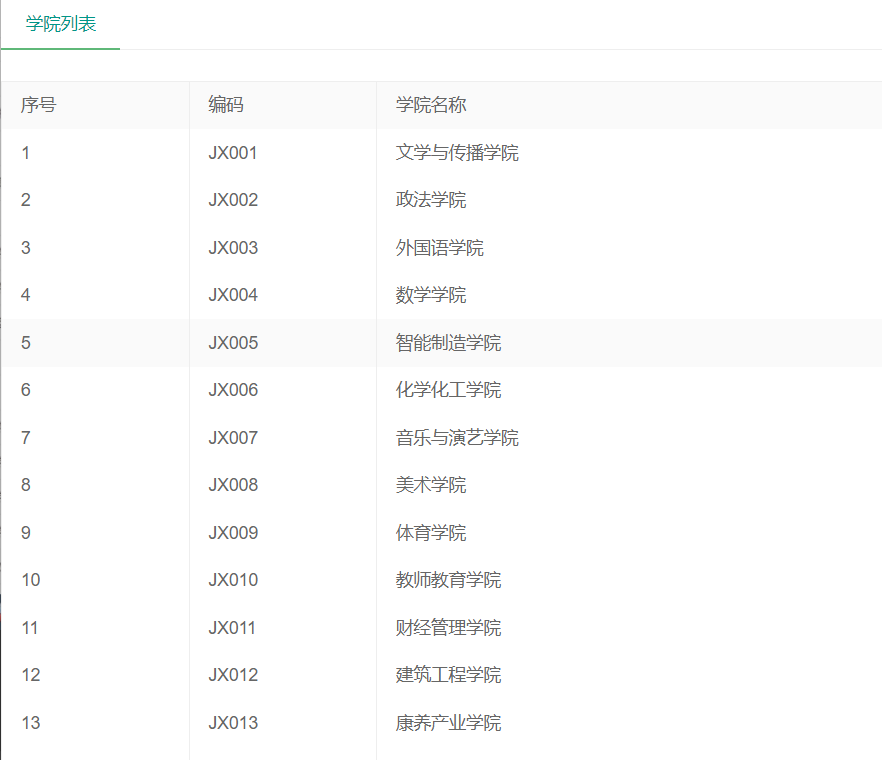 学院列表
序号 编码 学院名称
1 JX001 文学与传播学院
2 JX002 政法学院
3 JX003 外国语学院
4 JX004 数学学院
5 JX005 智能制造学院
6 JX006 化学化工学院
7 JX007 音乐与演艺学院
8 JX008 美术学院
9 JX009 体育学院
10 JX010 教师教育学院
11 JX011 财经管理学院
12 JX012 建筑工程学院
13 JX013 康养产业学院